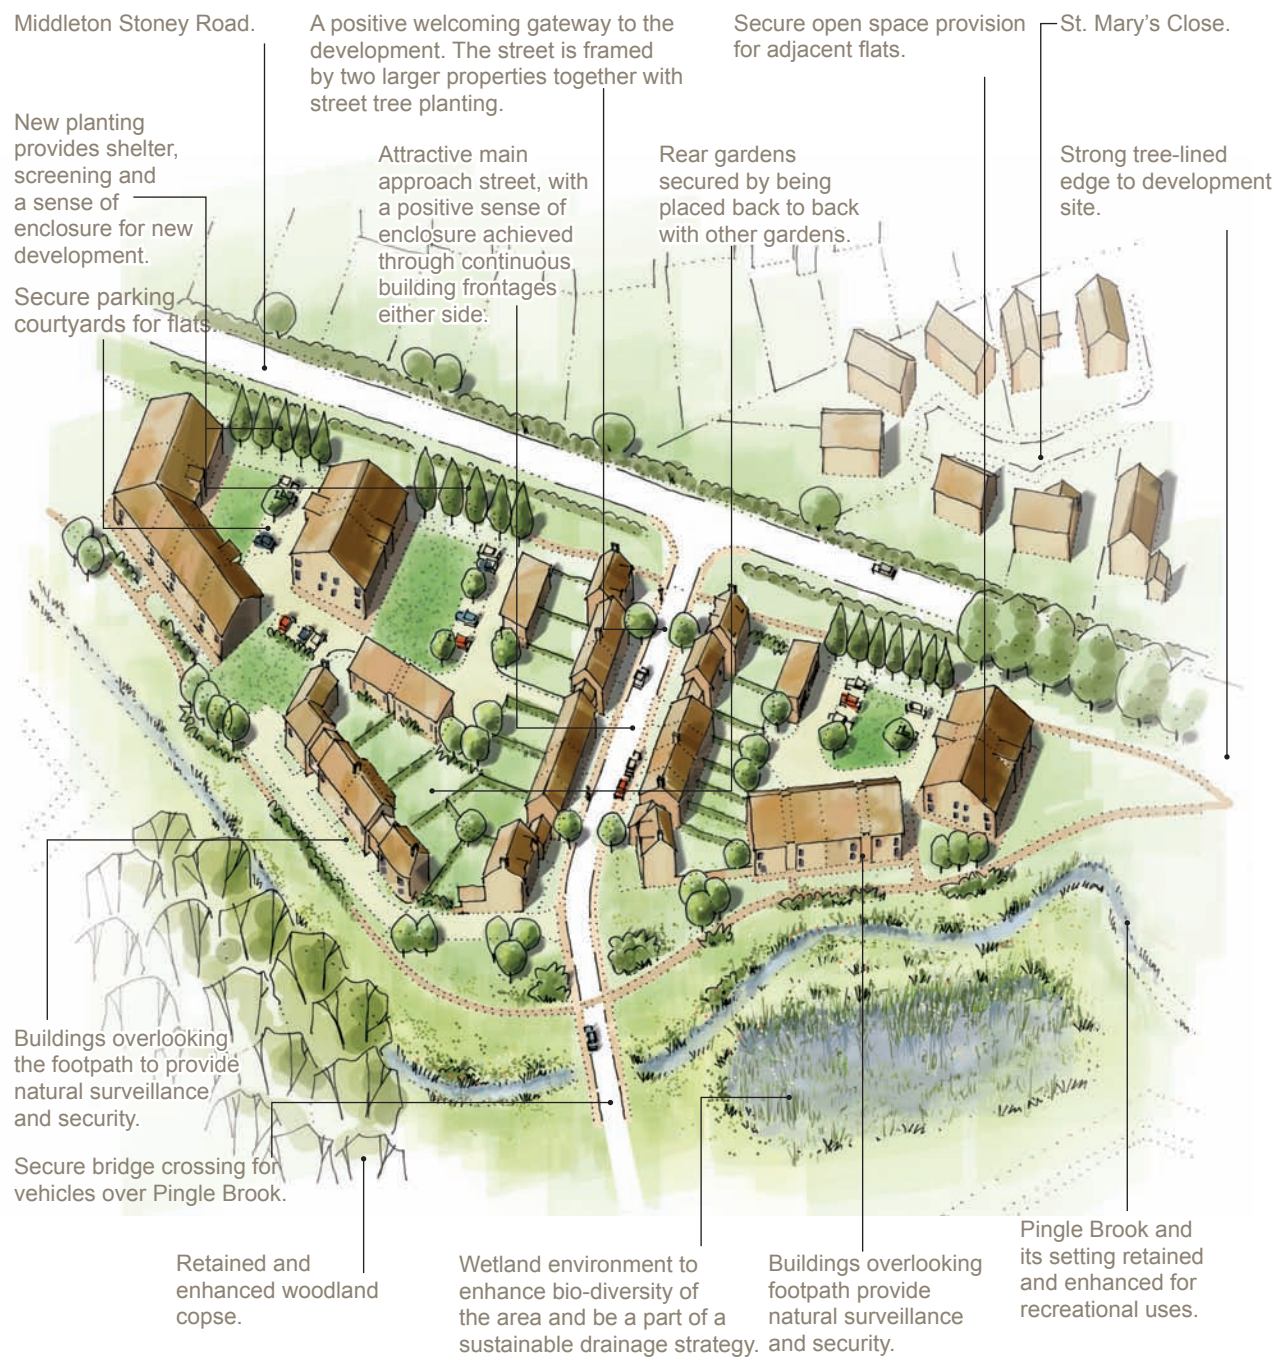 Middleton Stoney Road.
A positive welcoming gateway to the
development. The street is framed
by two larger properties together with
street tree planting.
Secure open space provision
for adjacent flats.
St. Mary's Close.
New planting
provides shelter,
screening and
a sense of
enclosure for new
development.
Attractive main
approach street, with
a positive sense of
enclosure achieved
through continuous
building frontages
either side.
Rear gardens
secured by being
placed back to back
with other gardens.
Strong tree-lined
edge to development
site.
Secure parking
courtyards for flats.
Buildings overlooking
the footpath to provide
natural surveillance
and security.
Secure bridge crossing for
vehicles over Pingle Brook.
Retained and
enhanced woodland
copse.
Wetland environment to
enhance bio-diversity of
the area and be a part of a
sustainable drainage strategy.
Buildings overlooking
footpath provide
natural surveillance
and security.
Pingle Brook and
its setting retained
and enhanced for
recreational uses.